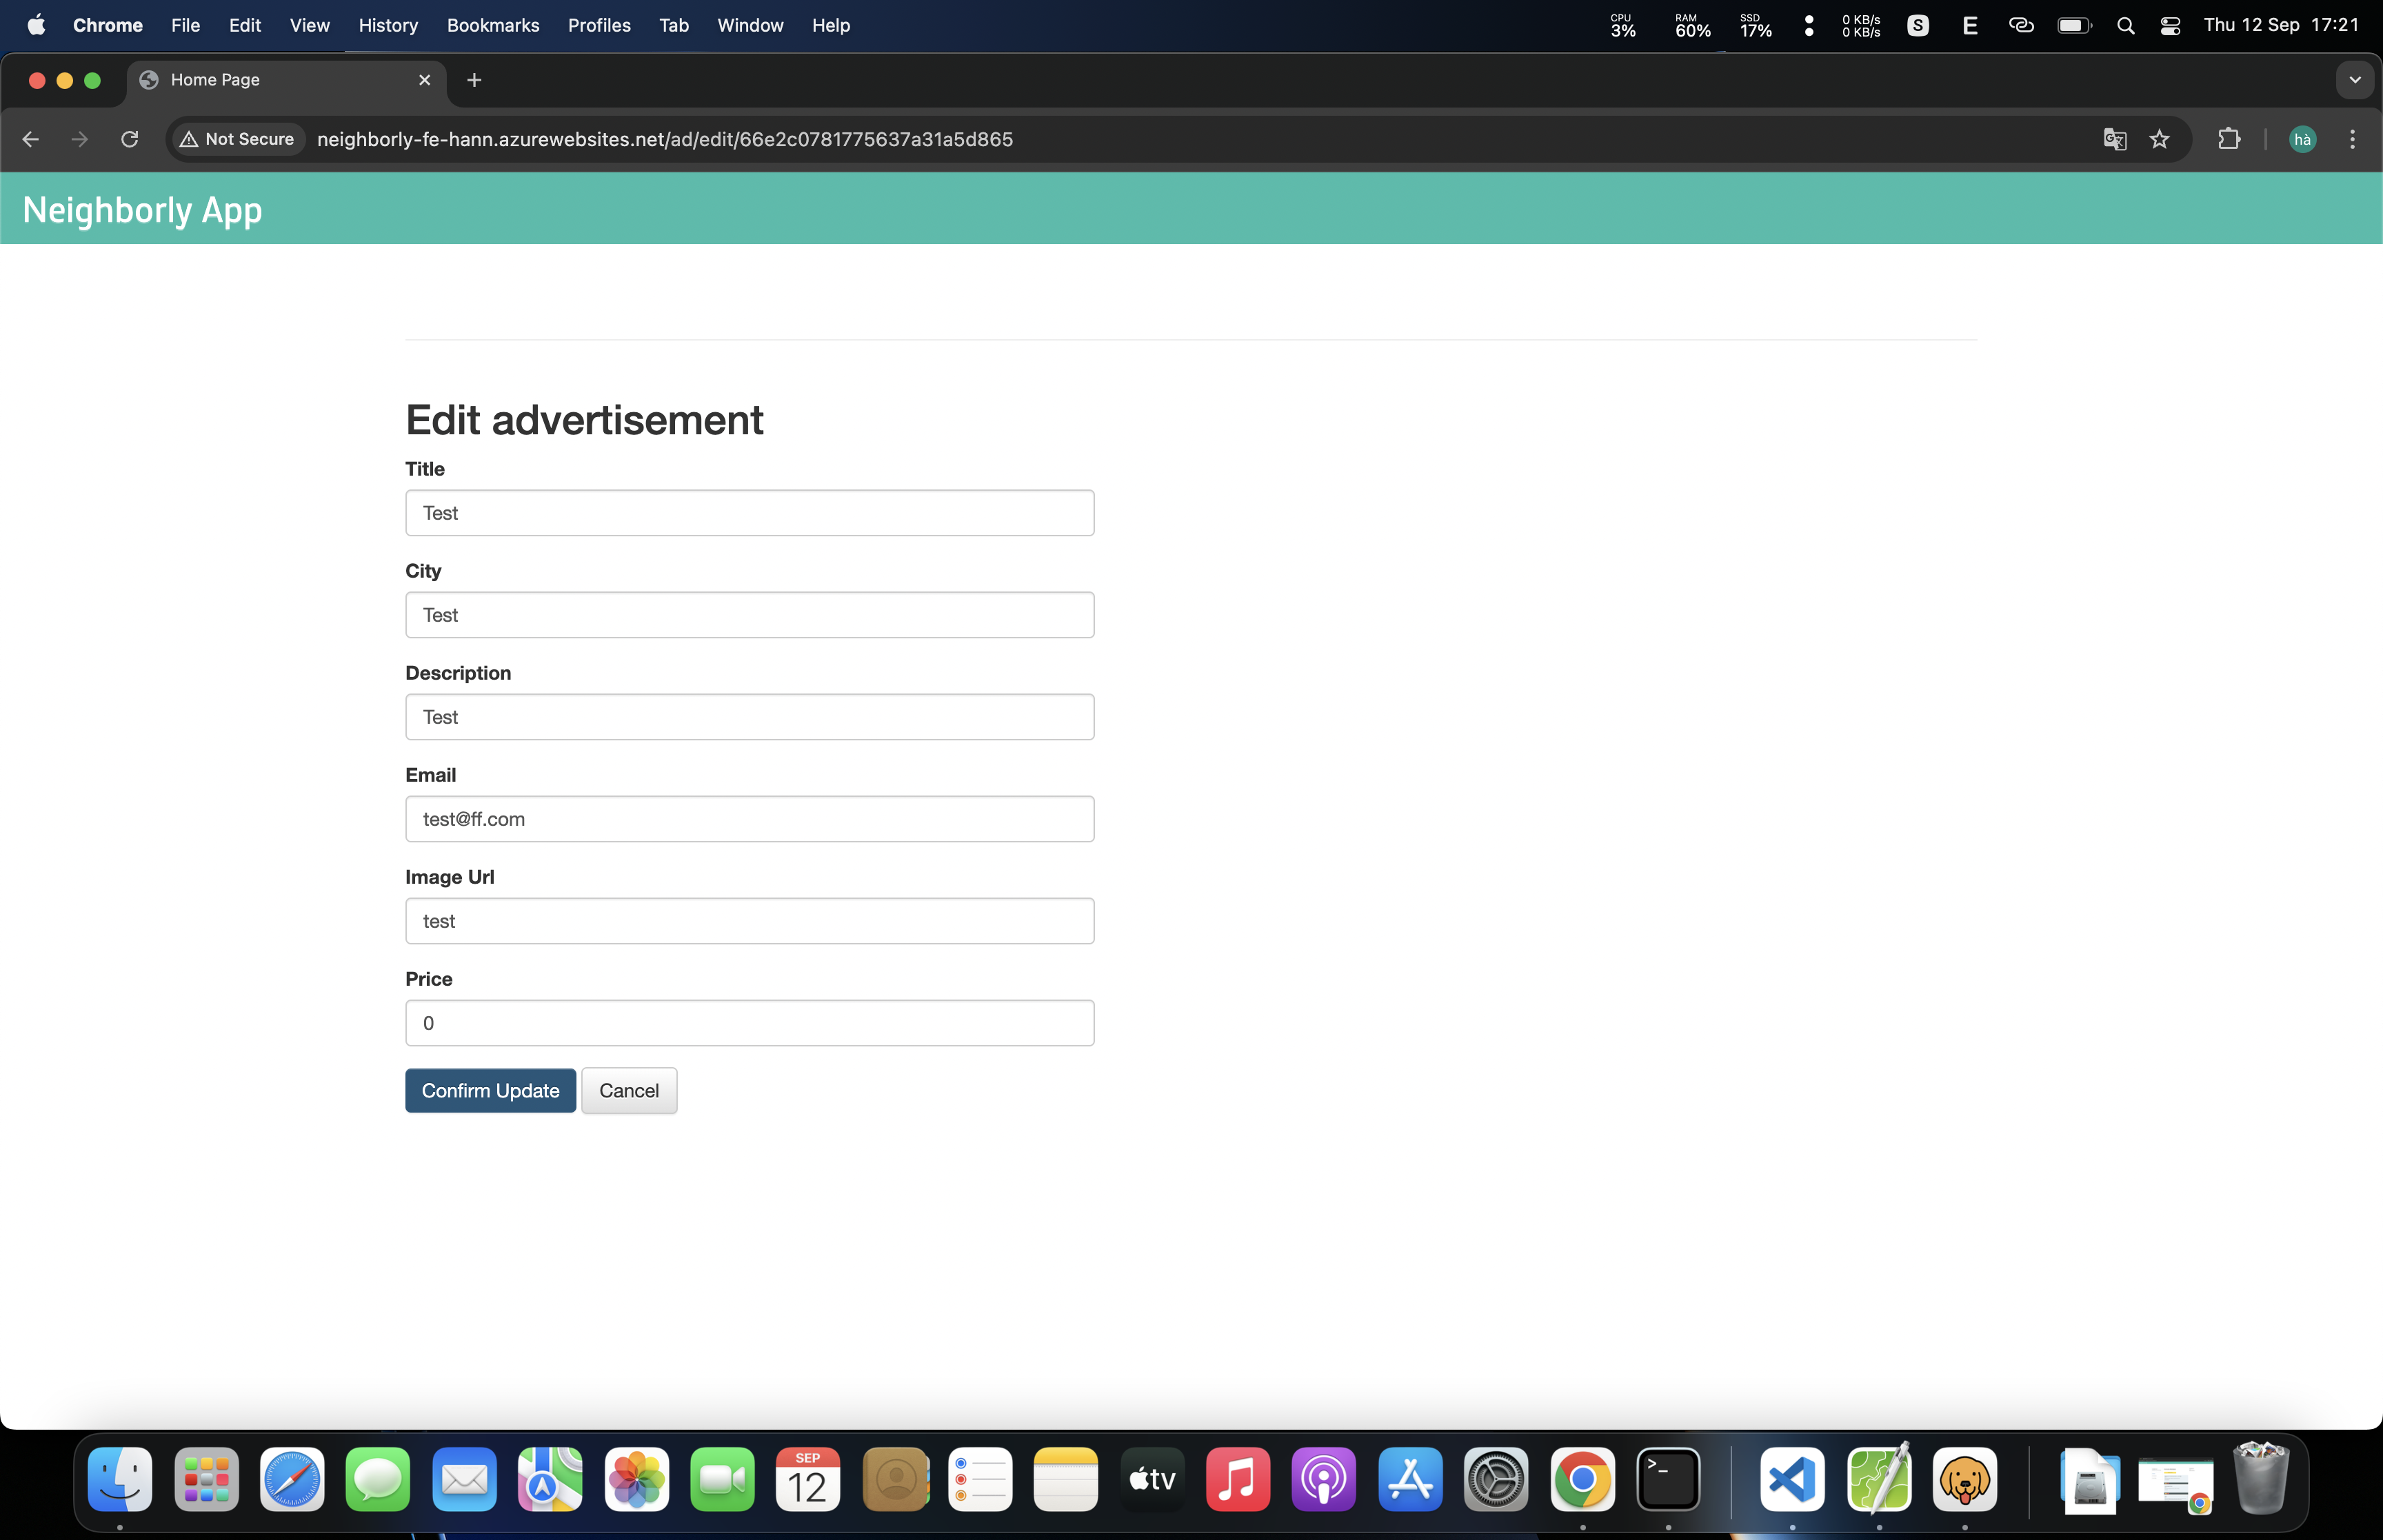 Chrome File Edit View History Bookmarks Profiles Tab Window Help CPU 3% RAM 60% SSD 17% 0 KB/s 0 KB/s S E Thu 12 Sep 17:21
Home Page
Not Secure neighborly-fe-hann.azurewebsites.net/ad/edit/66e2c0781775637a31a5d865 hà
Neighborly App
Edit advertisement
Title
Test
City
Test
Description
Test
Email
test@ff.com
Image Url
test
Price
0
Confirm Update Cancel
SEP
12
tv